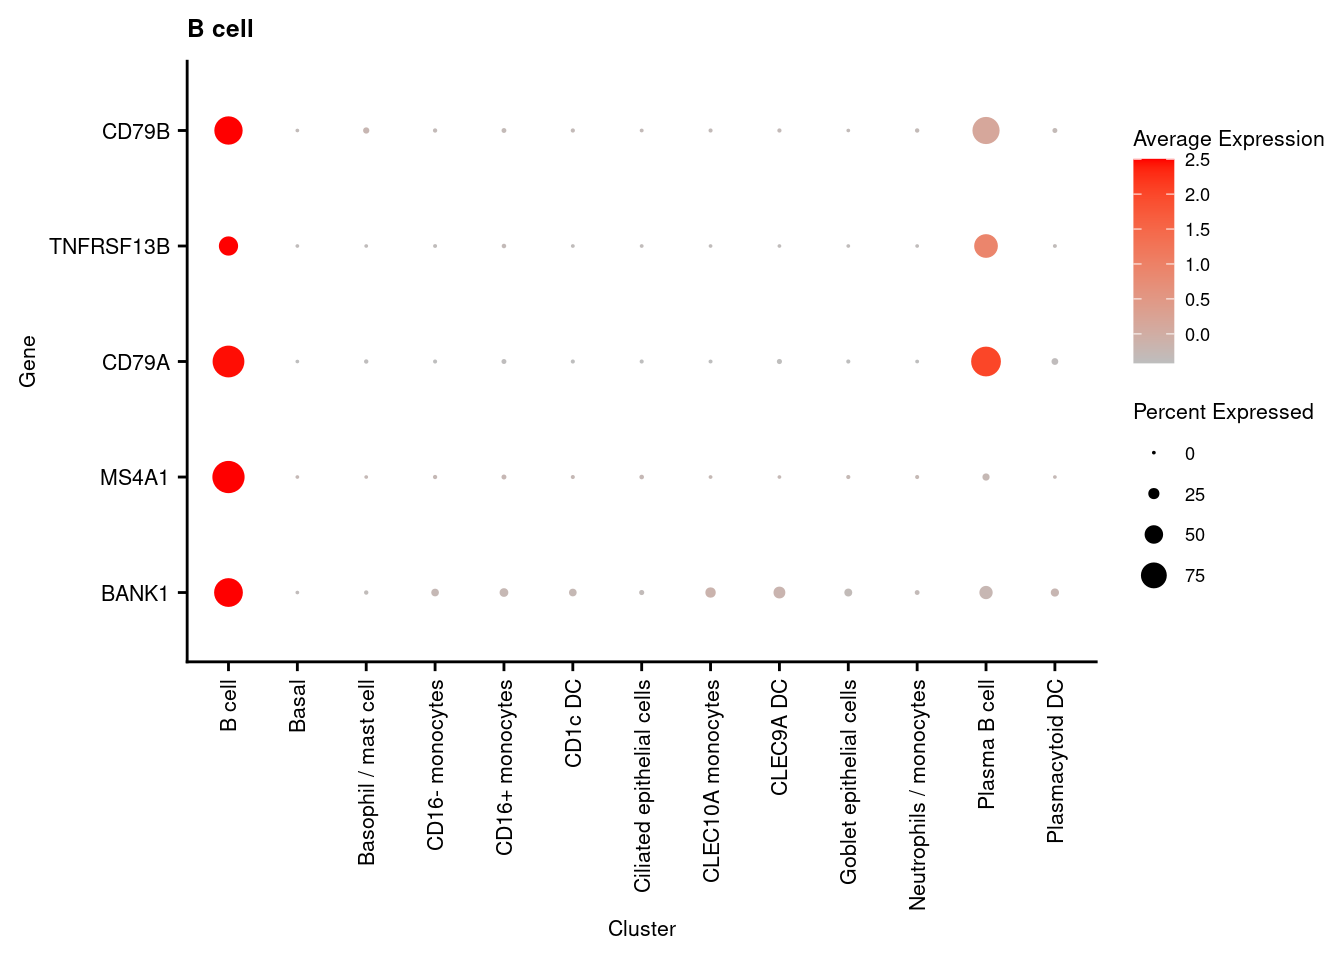 B cell
CD79B
TNFRSF13B
CD79A
MS4A1
BANK1
Gene
B cell
Basal
Basophil / mast cell
CD16- monocytes
CD16+ monocytes
CD1c DC
Ciliated epithelial cells
CLEC10A monocytes
CLEC9A DC
Goblet epithelial cells
Neutrophils / monocytes
Plasma B cell
Plasmacytoid DC
Cluster
Average Expression
2.5
2.0
1.5
1.0
0.5
0.0
Percent Expressed
0
25
50
75